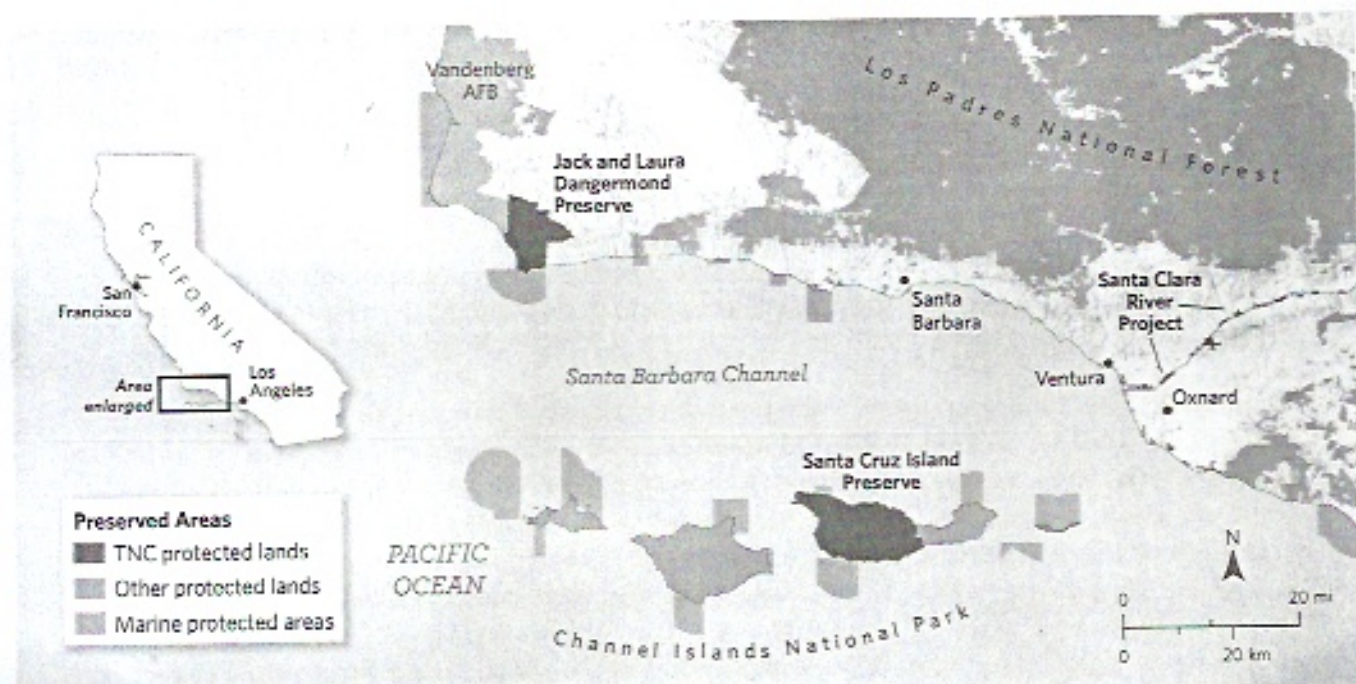 Vandenberg
AFB
Los Padres National Forest
Jack and Laura
Dangermond
Preserve
CALIFORNIA
San
Francisco
Los
Angeles
Area
enlarged
Santa
Barbara
Santa Clara
River
Project
Santa Barbara Channel
Ventura
Oxnard
Santa Cruz Island
Preserve
Preserved Areas
TNC protected lands
Other protected lands
Marine protected areas
PACIFIC
OCEAN
Channel Islands National Park
N
0 20 mi
0 20 km